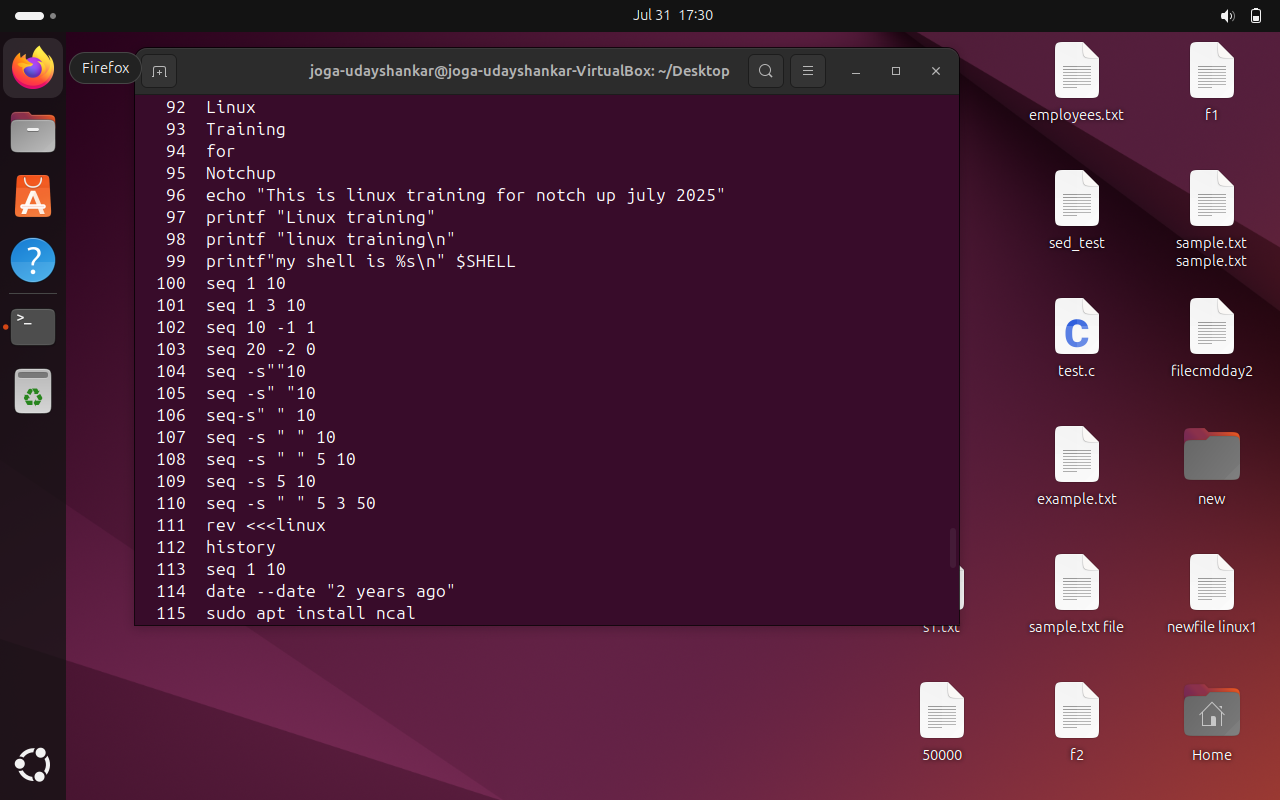 Jul 31 17:30
Firefox
joga-udayshankar@joga-udayshankar-VirtualBox: ~/Desktop
92 Linux
93 Training
94 for
95 Notchup
96 echo "This is linux training for notch up july 2025"
97 printf "Linux training"
98 printf "linux training\n"
99 printf"my shell is %s\n" $SHELL
100 seq 1 10
101 seq 1 3 10
102 seq 10 -1 1
103 seq 20 -2 0
104 seq -s""10
105 seq -s" "10
106 seq-s" " 10
107 seq -s " " 10
108 seq -s " " 5 10
109 seq -s 5 10
110 seq -s " " 5 3 50
111 rev <<<linux
112 history
113 seq 1 10
114 date --date "2 years ago"
115 sudo apt install ncal
employees.txt
f1
sed_test
sample.txt
sample.txt
test.c
filecmdday2
example.txt
new
s1.txt
sample.txt file
newfile linux1
50000
f2
Home